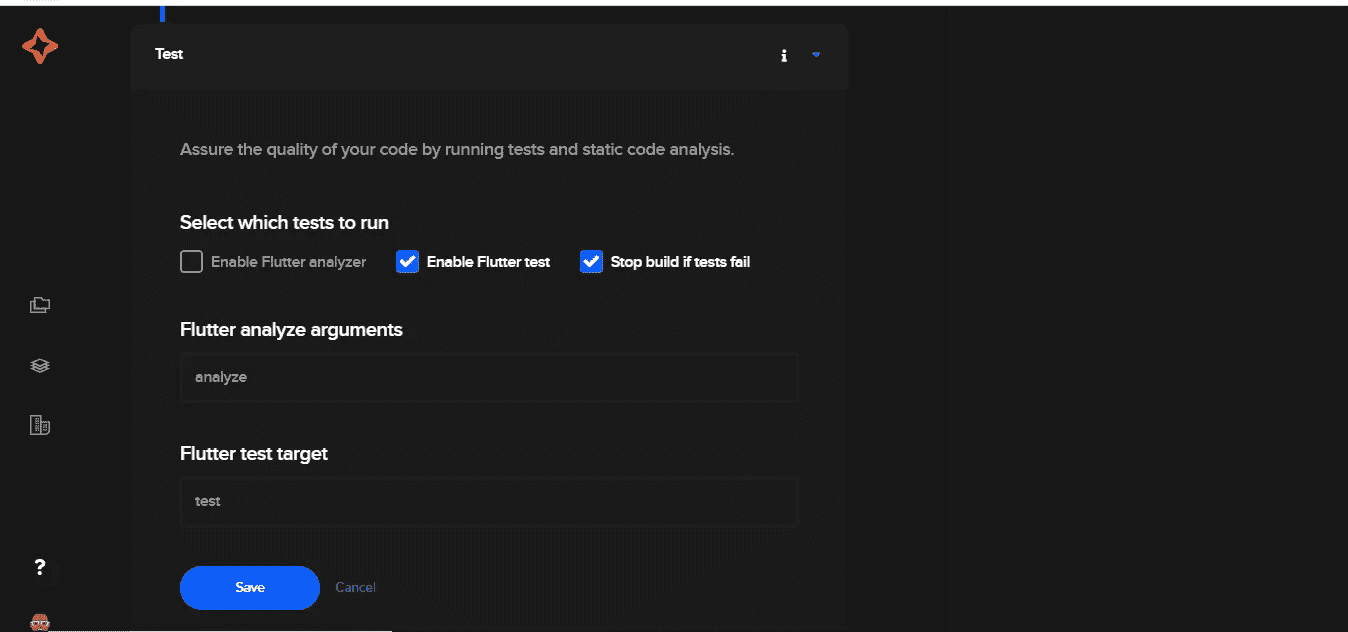 Test
i
Assure the quality of your code by running tests and static code analysis.
Select which tests to run
Enable Flutter analyzer Enable Flutter test Stop build if tests fail
Flutter analyze arguments
analyze
Flutter test target
test
?
Save Cancel